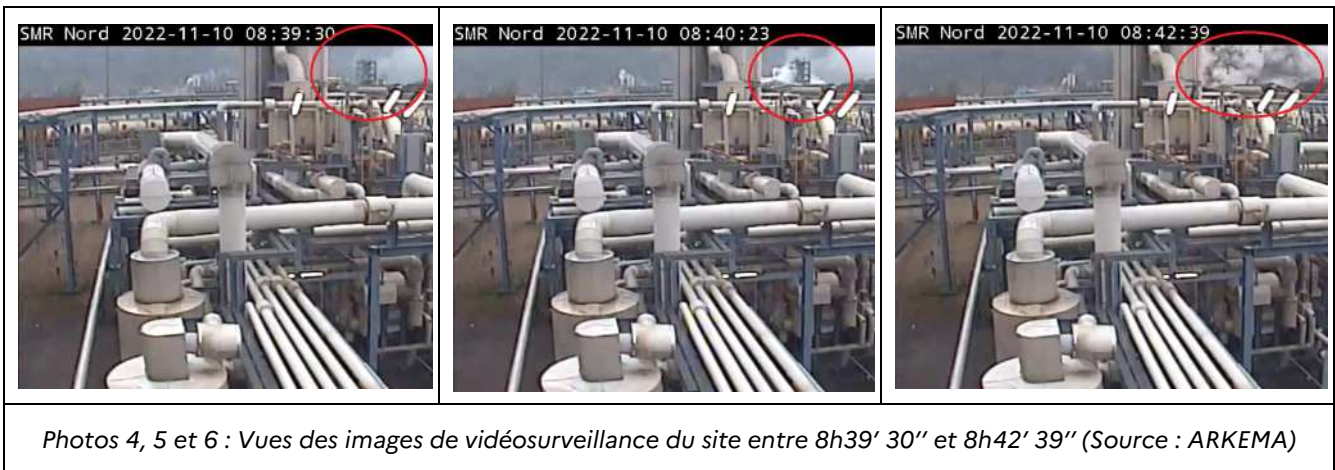 SMR Nord 2022-11-10 08:39:30
SMR Nord 2022-11-10 08:40:23
SMR Nord 2022-11-10 08:42:39
Photos 4, 5 et 6 : Vues des images de vidéosurveillance du site entre 8h39’ 30’’ et 8h42’ 39’’ (Source : ARKEMA)